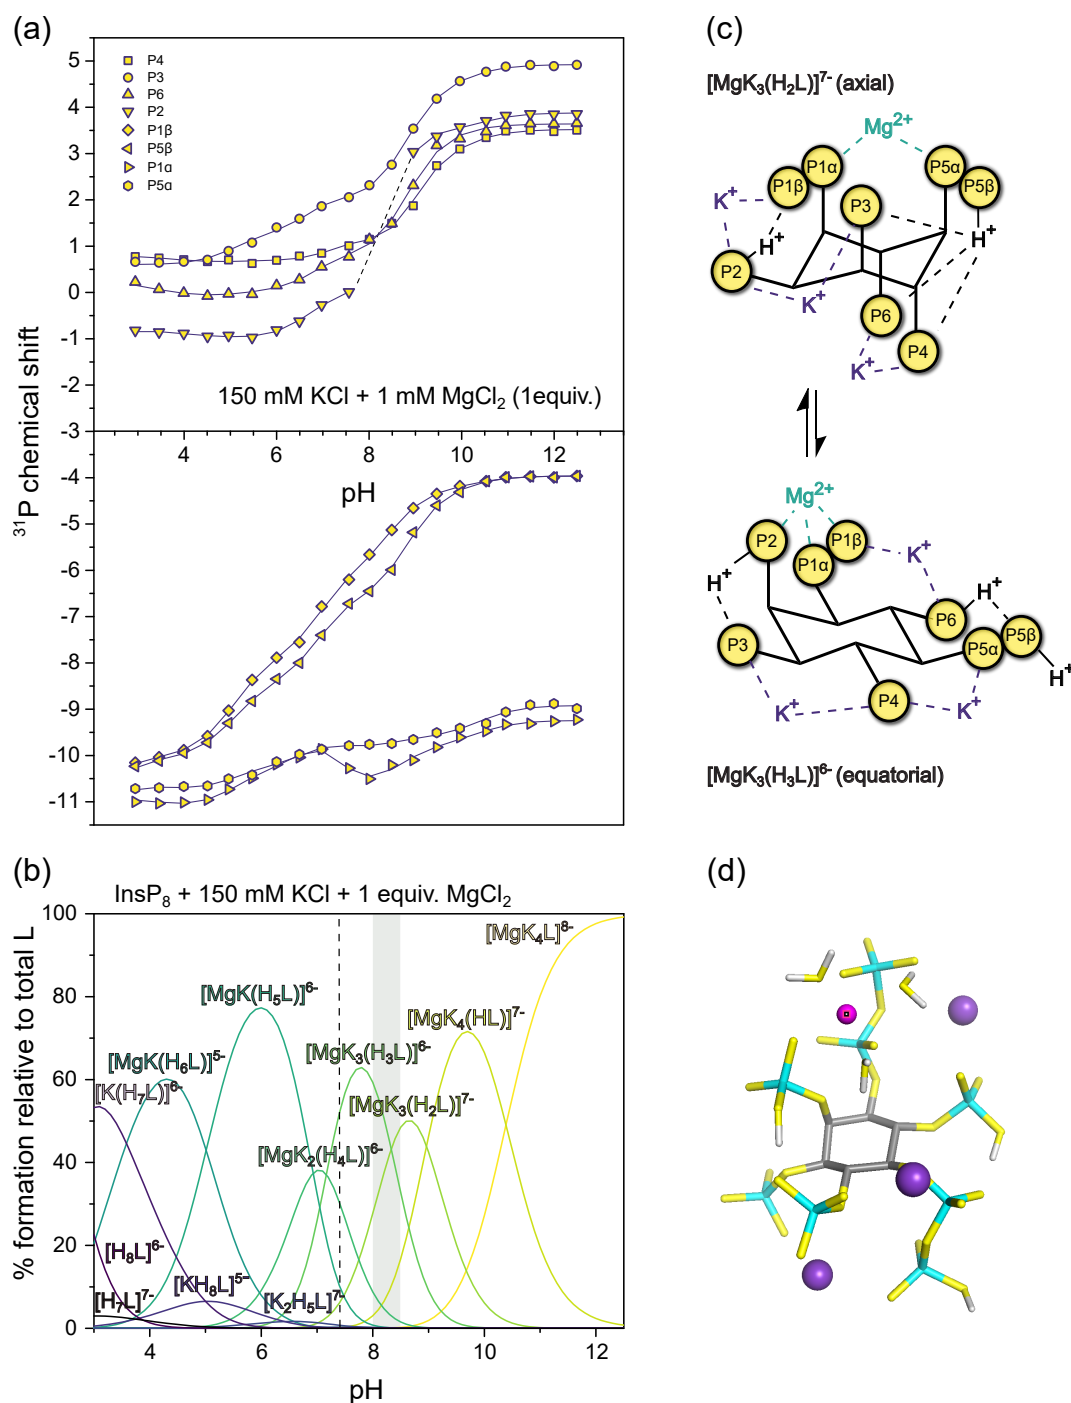 (a)
5
4
3
2
1
0
-1
-2
-3
P4
P3
P6
P2
P1β
P5β
P1α
P5α
150 mM KCl + 1 mM MgCl₂ (1equiv.)
4 6 8 10 12
pH
³¹P chemical shift
-4
-5
-6
-7
-8
-9
-10
-11
(b)
InsP₈ + 150 mM KCl + 1 equiv. MgCl₂
% formation relative to total L
100
80
60
40
20
0
[MgK₄L]⁸⁻
[MgK(H₅L)]⁶⁻
[MgK₄(HL)]⁷⁻
[MgK₃(H₃L)]⁶⁻
[MgK(H₆L)]⁵⁻
[K(H₇L)]⁶⁻
[MgK₃(H₂L)]⁷⁻
[MgK₂(H₄L)]⁶⁻
[H₈L]⁶⁻
[KH₈L]⁵⁻
[H₇L]⁷⁻
[K₂H₅L]⁷⁻
4 6 8 10 12
pH
(c)
[MgK₃(H₂L)]⁷⁻ (axial)
Mg²⁺
P1α
P5α
P1β
P5β
K⁺
P3
H⁺
H⁺
P2
K⁺
P6
P4
K⁺
Mg²⁺
P2
P1β
K⁺
P1α
H⁺
H⁺
P6
P5β
P3
P5α
H⁺
P4
K⁺
K⁺
[MgK₃(H₃L)]⁶⁻ (equatorial)
(d)